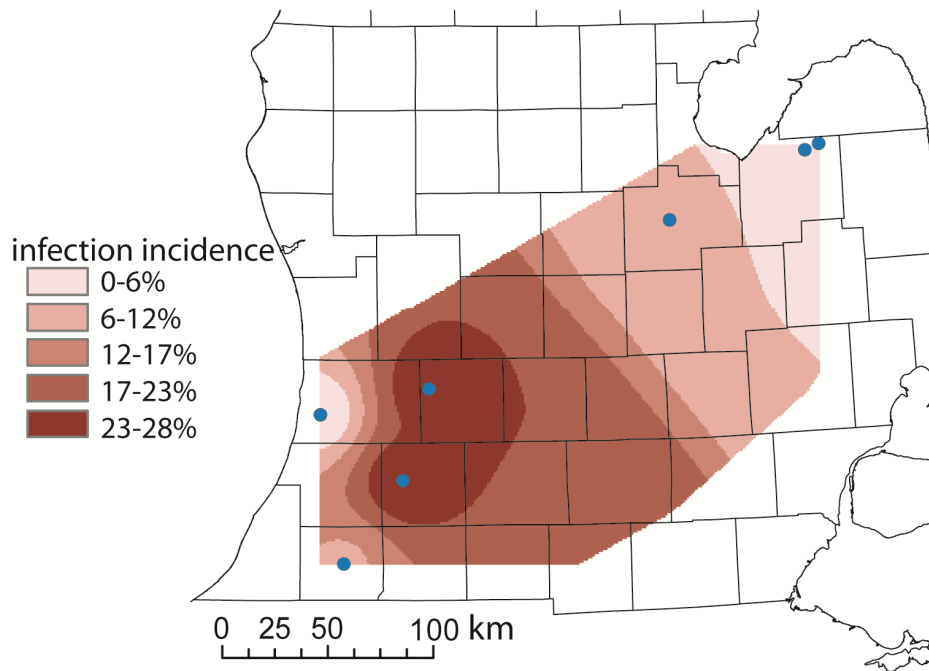 infection incidence
0-6%
6-12%
12-17%
17-23%
23-28%
0 25 50 100 km